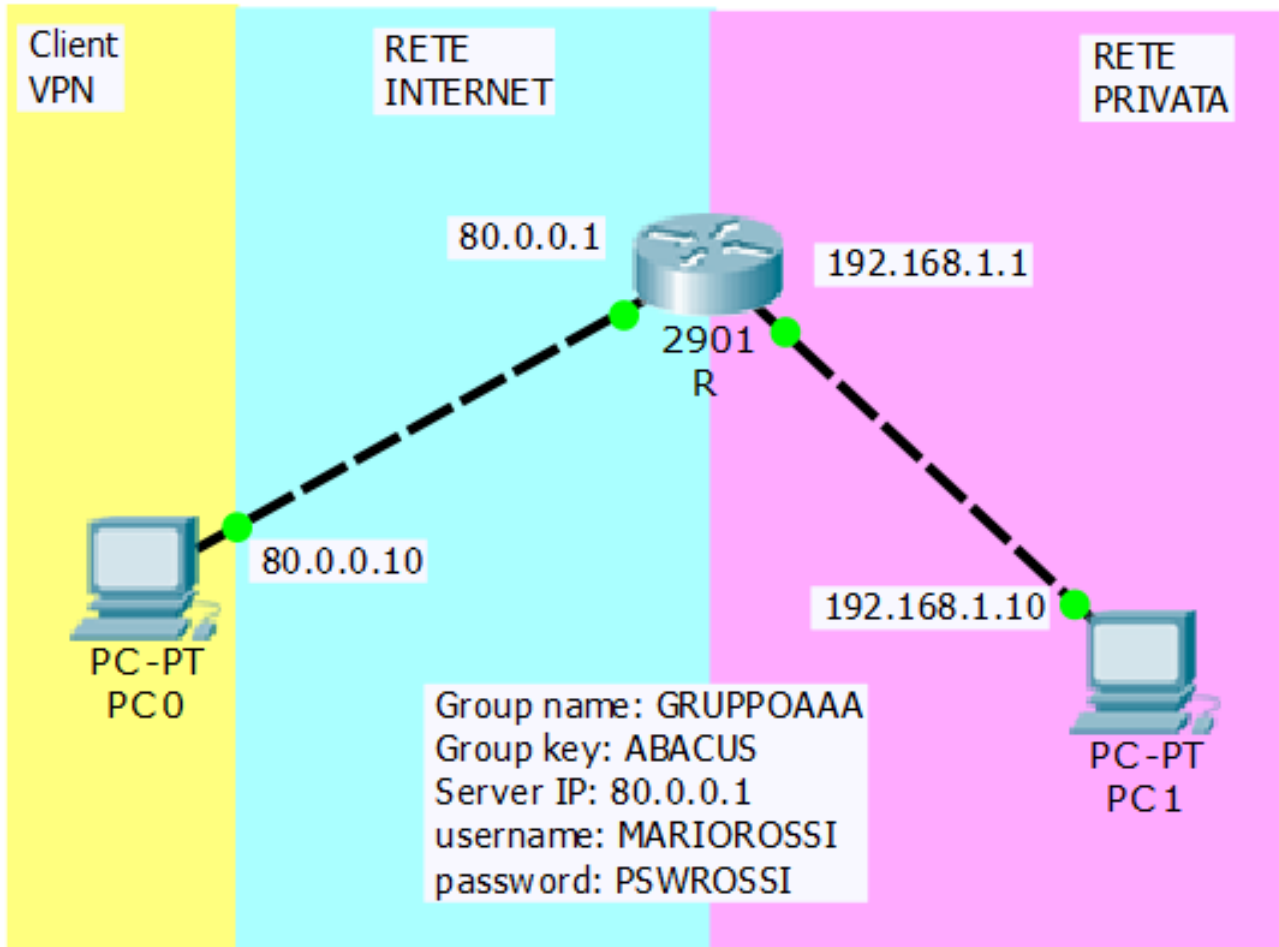 Client
VPN
RETE
INTERNET
RETE
PRIVATA
80.0.0.1
192.168.1.1
2901
R
80.0.0.10
192.168.1.10
PC-PT
PC0
PC-PT
PC1
Group name: GRUPPOAAA
Group key: ABACUS
Server IP: 80.0.0.1
username: MARIOROSSI
password: PSWROSSI